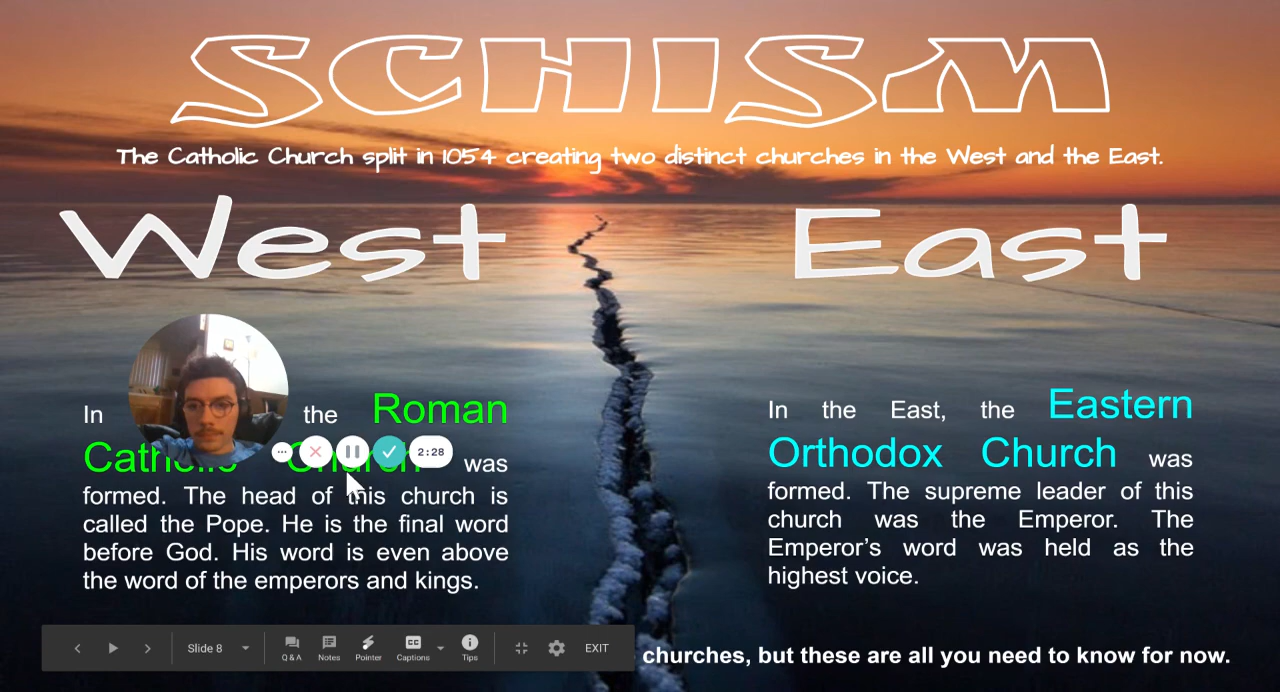 SCHISM
The Catholic Church split in 1054 creating two distinct churches in the West and the East.
West
East
In the Roman
Catholic Church was
formed. The head of this church is
called the Pope. He is the final word
before God. His word is even above
the word of the emperors and kings.
2:28
In the East, the Eastern
Orthodox Church was
formed. The supreme leader of this
church was the Emperor. The
Emperor's word was held as the
highest voice.
churches, but these are all you need to know for now.
Slide 8
Q & A
Notes
Pointer
CC
Captions
Tips
EXIT